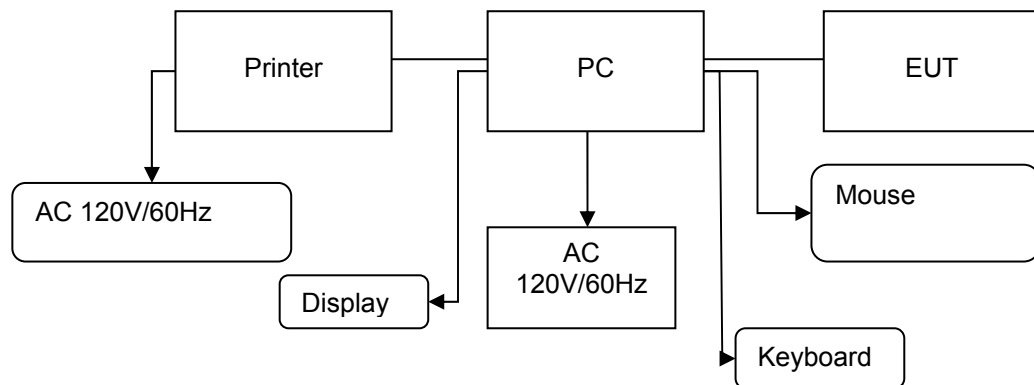 Printer
PC
EUT
AC 120V/60Hz
Mouse
AC
120V/60Hz
Display
Keyboard